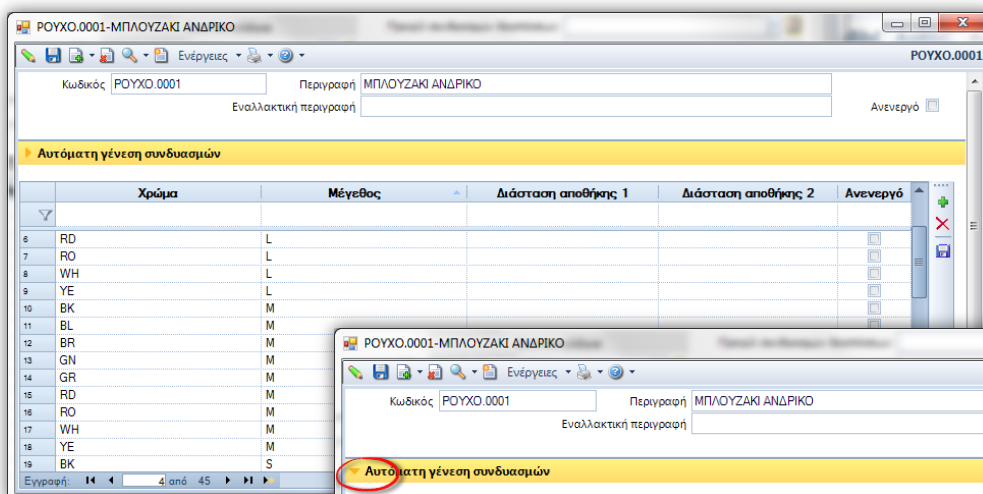 ΡΟΥΧΟ.0001-ΜΠΛΟΥΖΑΚΙ ΑΝΔΡΙΚΟ
Ενέργειες
ΡΟΥΧΟ.0001
Κωδικός ΡΟΥΧΟ.0001 Περιγραφή ΜΠΛΟΥΖΑΚΙ ΑΝΔΡΙΚΟ
Εναλλακτική περιγραφή Ανενεργό
Αυτόματη γένεση συνδυασμών
Χρώμα Μέγεθος Διάσταση αποθήκης 1 Διάσταση αποθήκης 2 Ανενεργό
6 RD L
7 RO L
8 WH L
9 YE L
10 BK M
11 BL M
12 BR M
13 GN M
14 GR M
15 RD M
16 RO M
17 WH M
18 YE M
19 BK S
Εγγραφή: 4 από 45
ΡΟΥΧΟ.0001-ΜΠΛΟΥΖΑΚΙ ΑΝΔΡΙΚΟ
Ενέργειες
Κωδικός ΡΟΥΧΟ.0001 Περιγραφή ΜΠΛΟΥΖΑΚΙ ΑΝΔΡΙΚΟ
Εναλλακτική περιγραφή
Αυτόματη γένεση συνδυασμών